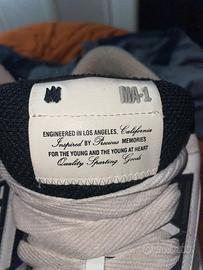 MA-1
ENGINEERED IN LOS ANGELES, California
Inspired BY Precious MEMORIES
FOR THE YOUNG AND THE YOUNG AT HEART
Quality Sporting Goods